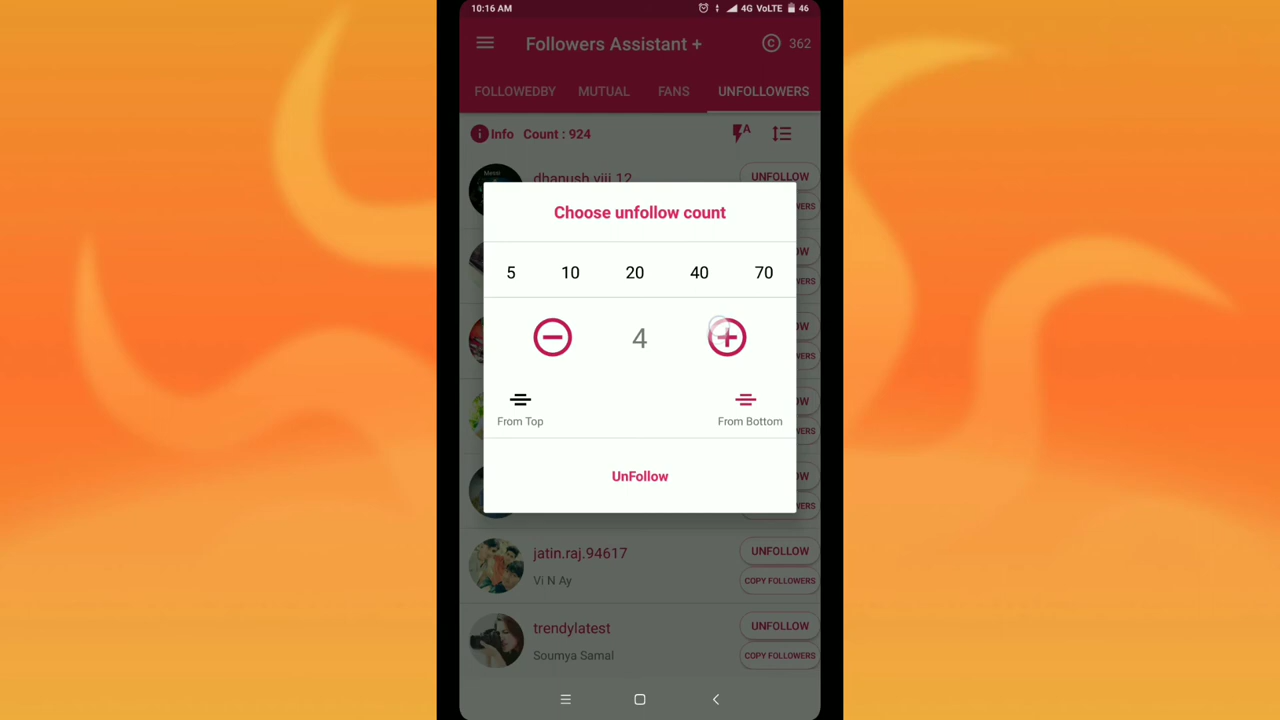 10:16 AM 4G VoLTE 46
Followers Assistant + C 362
FOLLOWEDBY MUTUAL FANS UNFOLLOWERS
Info Count : 924 A
dhanush viji 12 UNFOLLOW
Choose unfollow count
5 10 20 40 70
4
From Top From Bottom
UnFollow
jatin.raj.94617 UNFOLLOW
Vi N Ay COPY FOLLOWERS
trendylatest UNFOLLOW
Soumya Samal COPY FOLLOWERS